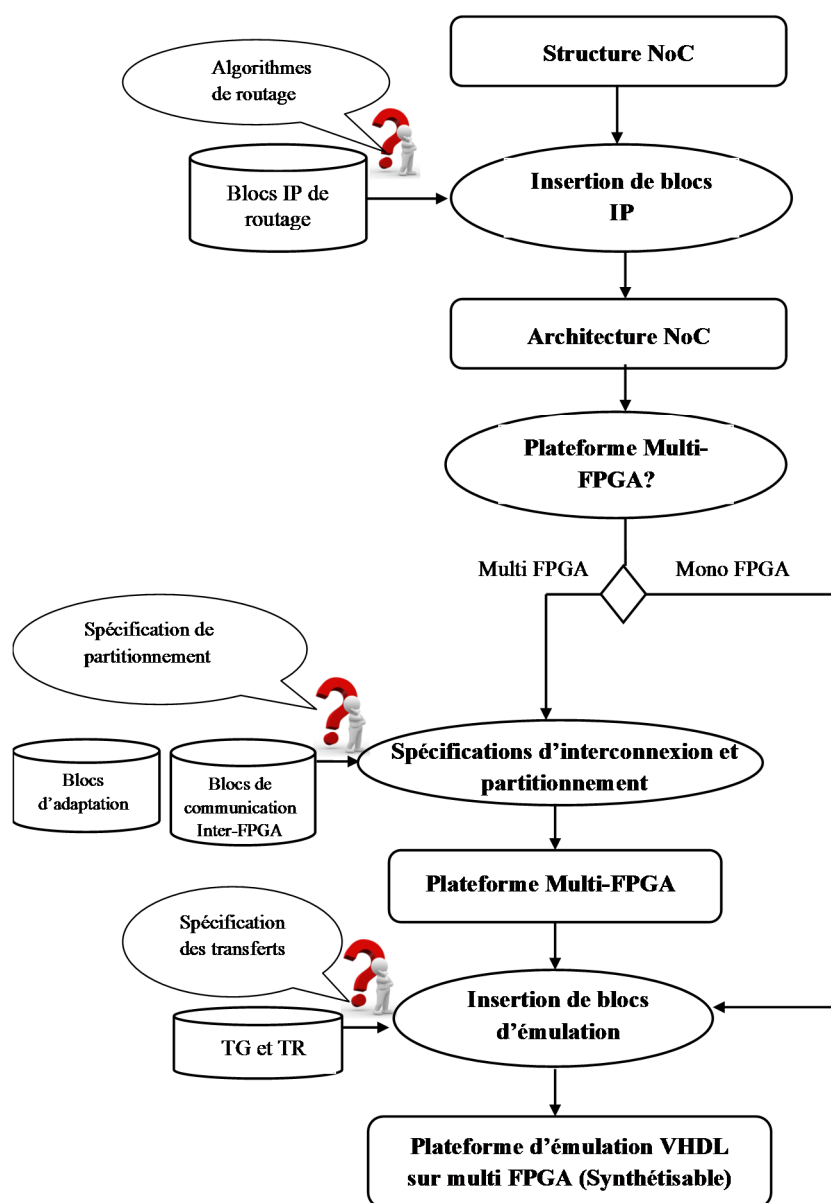 Structure NoC
Algorithmes
de routage
Blocs IP de
routage
Insertion de blocs
IP
Architecture NoC
Plateforme Multi-
FPGA?
Multi FPGA
Mono FPGA
Spécification de
partitionnement
Spécifications d'interconnexion et
partitionnement
Blocs
d'adaptation
Blocs de
communication
Inter-FPGA
Plateforme Multi-FPGA
Spécification
des transferts
Insertion de blocs
d'émulation
TG et TR
Plateforme d'émulation VHDL
sur multi FPGA (Synthétisable)